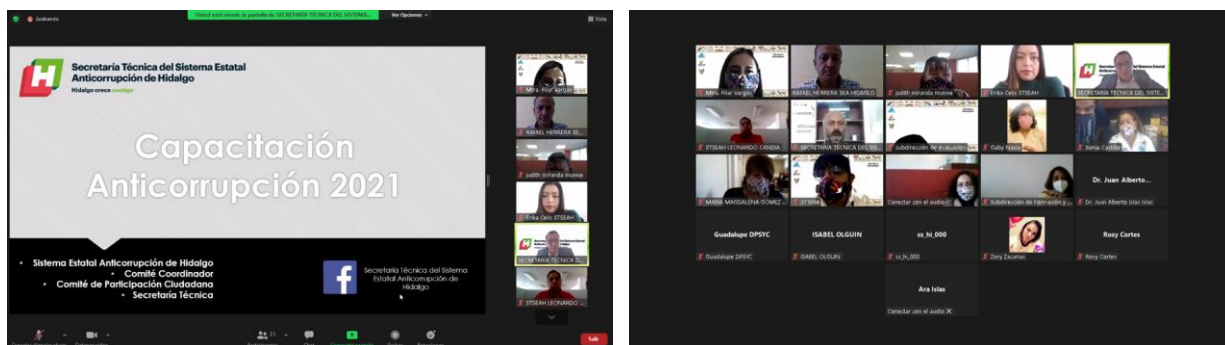 Grabando
Usted está viendo la pantalla de SECRETARÍA TÉCNICA DEL SISTEMA...
Ver Opciones
Vista
H
Secretaría Técnica del Sistema Estatal
Anticorrupción de Hidalgo
Hidalgo crece contigo
Capacitación
Anticorrupción 2021
• Sistema Estatal Anticorrupción de Hidalgo
• Comité Coordinador
• Comité de Participación Ciudadana
• Secretaría Técnica
f
Secretaría Técnica del Sistema
Estatal Anticorrupción de
Hidalgo
Mtra. Pilar Vargas
RAFAEL HERRERA SE...
judith miranda munive
Erika Celis STSEAH
SECRETARÍA TÉCNICA D...
STSEAH LEONARDO ...
Salir
Mtra. Pilar Vargas
RAFAEL HERRERA SEA HIDALGO
judith miranda munive
Erika Celis STSEAH
SECRETARÍA TÉCNICA DEL SISTE...
STSEAH LEONARDO CANDIA
SECRETARÍA TÉCNICA DEL SIS...
subdirección de evaluación
Gaby Nava
Sonia Castillo
MARIA MAGDALENA GOMEZ
Conectar con el audio
Subdirección de Formación y ...
Dr. Juan Alberto...
Dr. Juan Alberto Islas Islas
Guadalupe DPSYC
Guadalupe DPSYC
ISABEL OLGUIN
ISABEL OLGUIN
ss_hi_000
ss_hi_000
Zory Zacarias
Rosy Cortes
Rosy Cortes
Ara Islas
Conectar con el audio